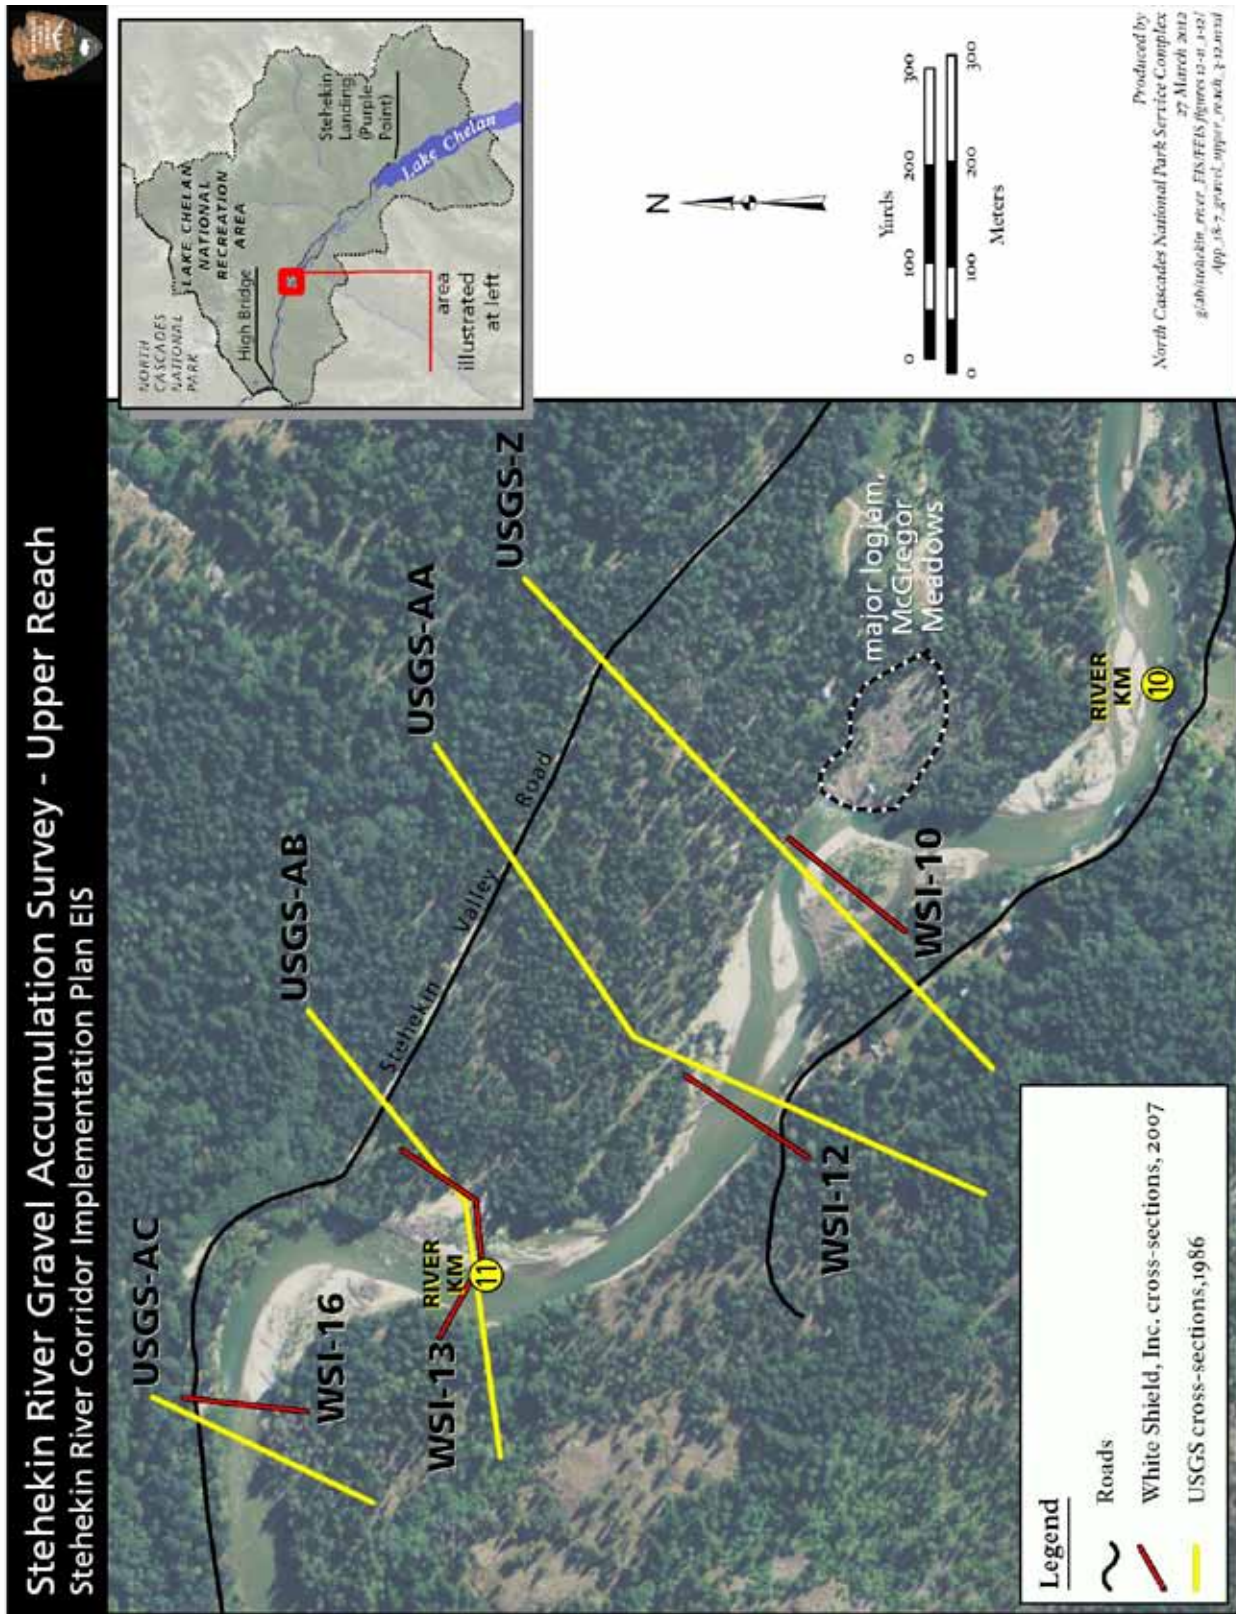 Stehekin River Gravel Accumulation Survey - Upper Reach
Stehekin River Corridor Implementation Plan EIS
USGS-AC
WSI-16
USGS-AB
WSI-13
RIVER
KM
11
Stehekin Valley Road
USGS-AA
WSI-12
USGS-Z
WSI-10
major logjam,
McGregor
Meadows
RIVER
KM
10
Legend
Roads
White Shield, Inc. cross-sections, 2007
USGS cross-sections,1986
NORTH
CASCADES
NATIONAL
PARK
LAKE CHELAN
NATIONAL
RECREATION
AREA
High Bridge
Stehekin
Landing
(Purple
Point)
Lake Chelan
area
illustrated
at left
N
Yards
0 100 200 300
0 100 200 300
Meters
Produced by
North Cascades National Park Service Complex
27 March 2012